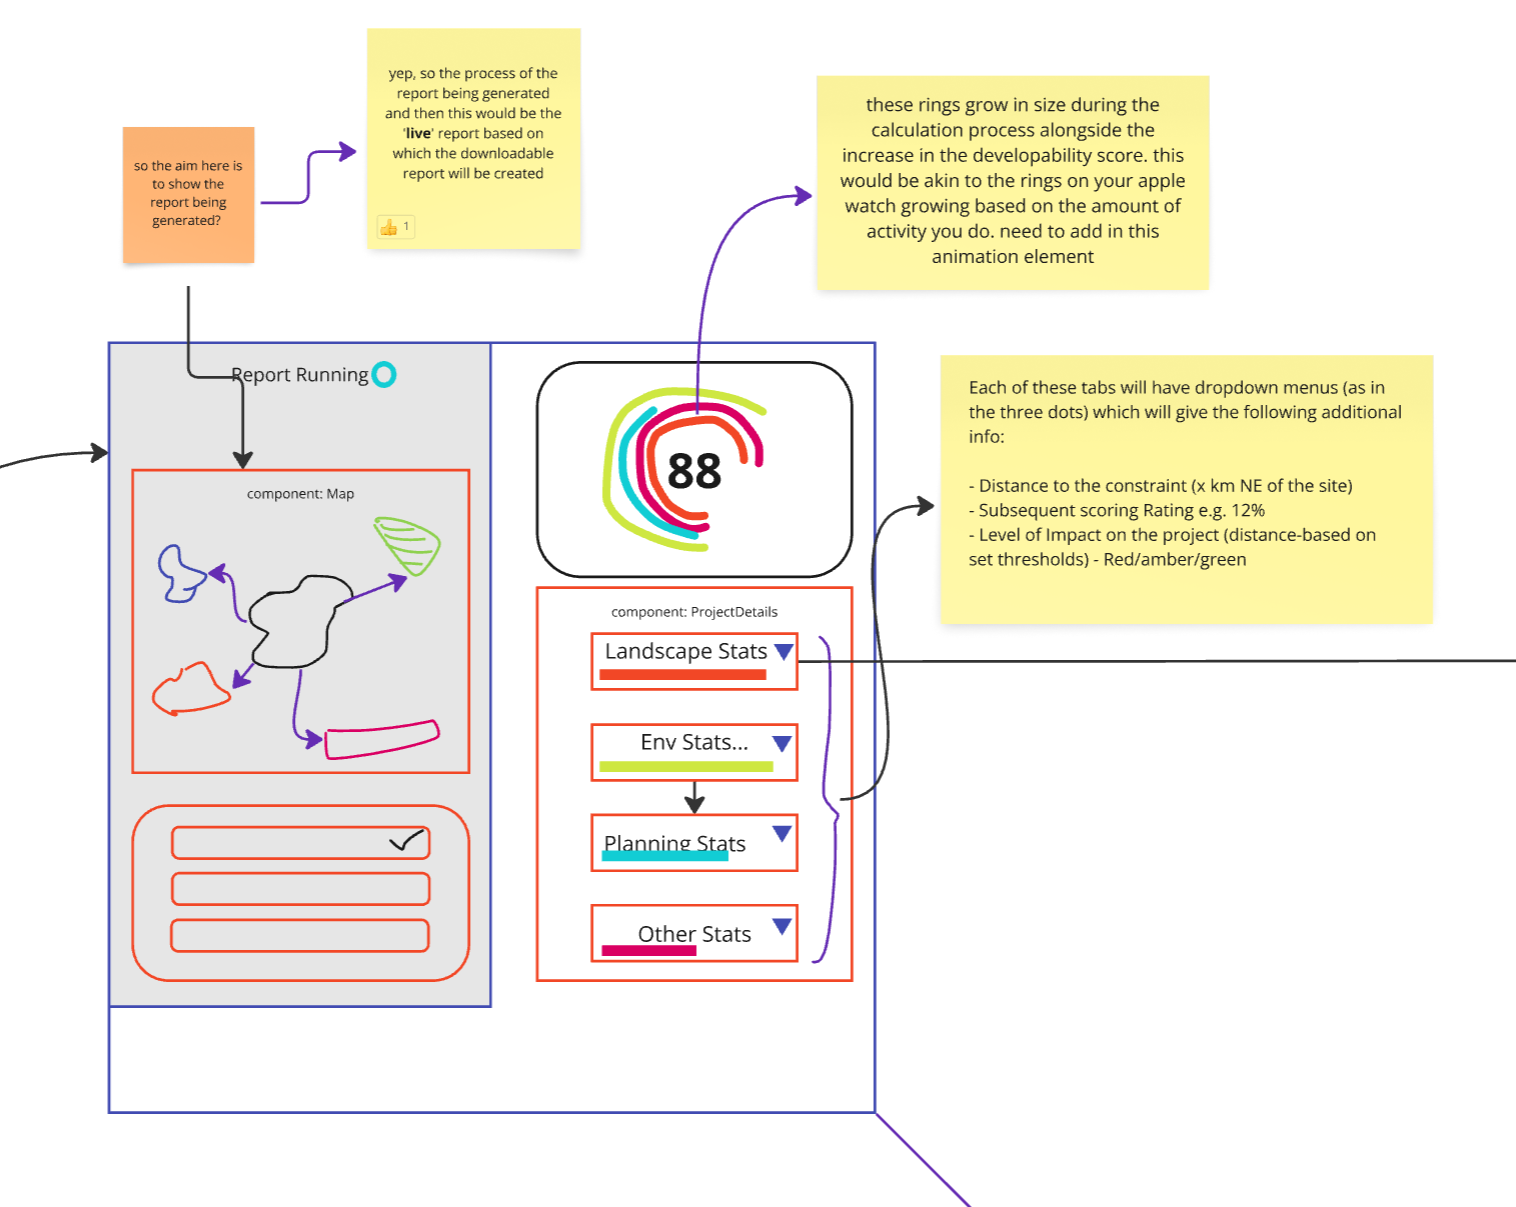 yep, so the process of the
report being generated
and then this would be the
'live' report based on
which the downloadable
report will be created
👍 1
so the aim here is
to show the
report being
generated?
these rings grow in size during the
calculation process alongside the
increase in the developability score. this
would be akin to the rings on your apple
watch growing based on the amount of
activity you do. need to add in this
animation element
Report Running
component: Map
88
Each of these tabs will have dropdown menus (as in
the three dots) which will give the following additional
info:
- Distance to the constraint (x km NE of the site)
- Subsequent scoring Rating e.g. 12%
- Level of Impact on the project (distance-based on
set thresholds) - Red/amber/green
component: ProjectDetails
Landscape Stats
Env Stats...
Planning Stats
Other Stats